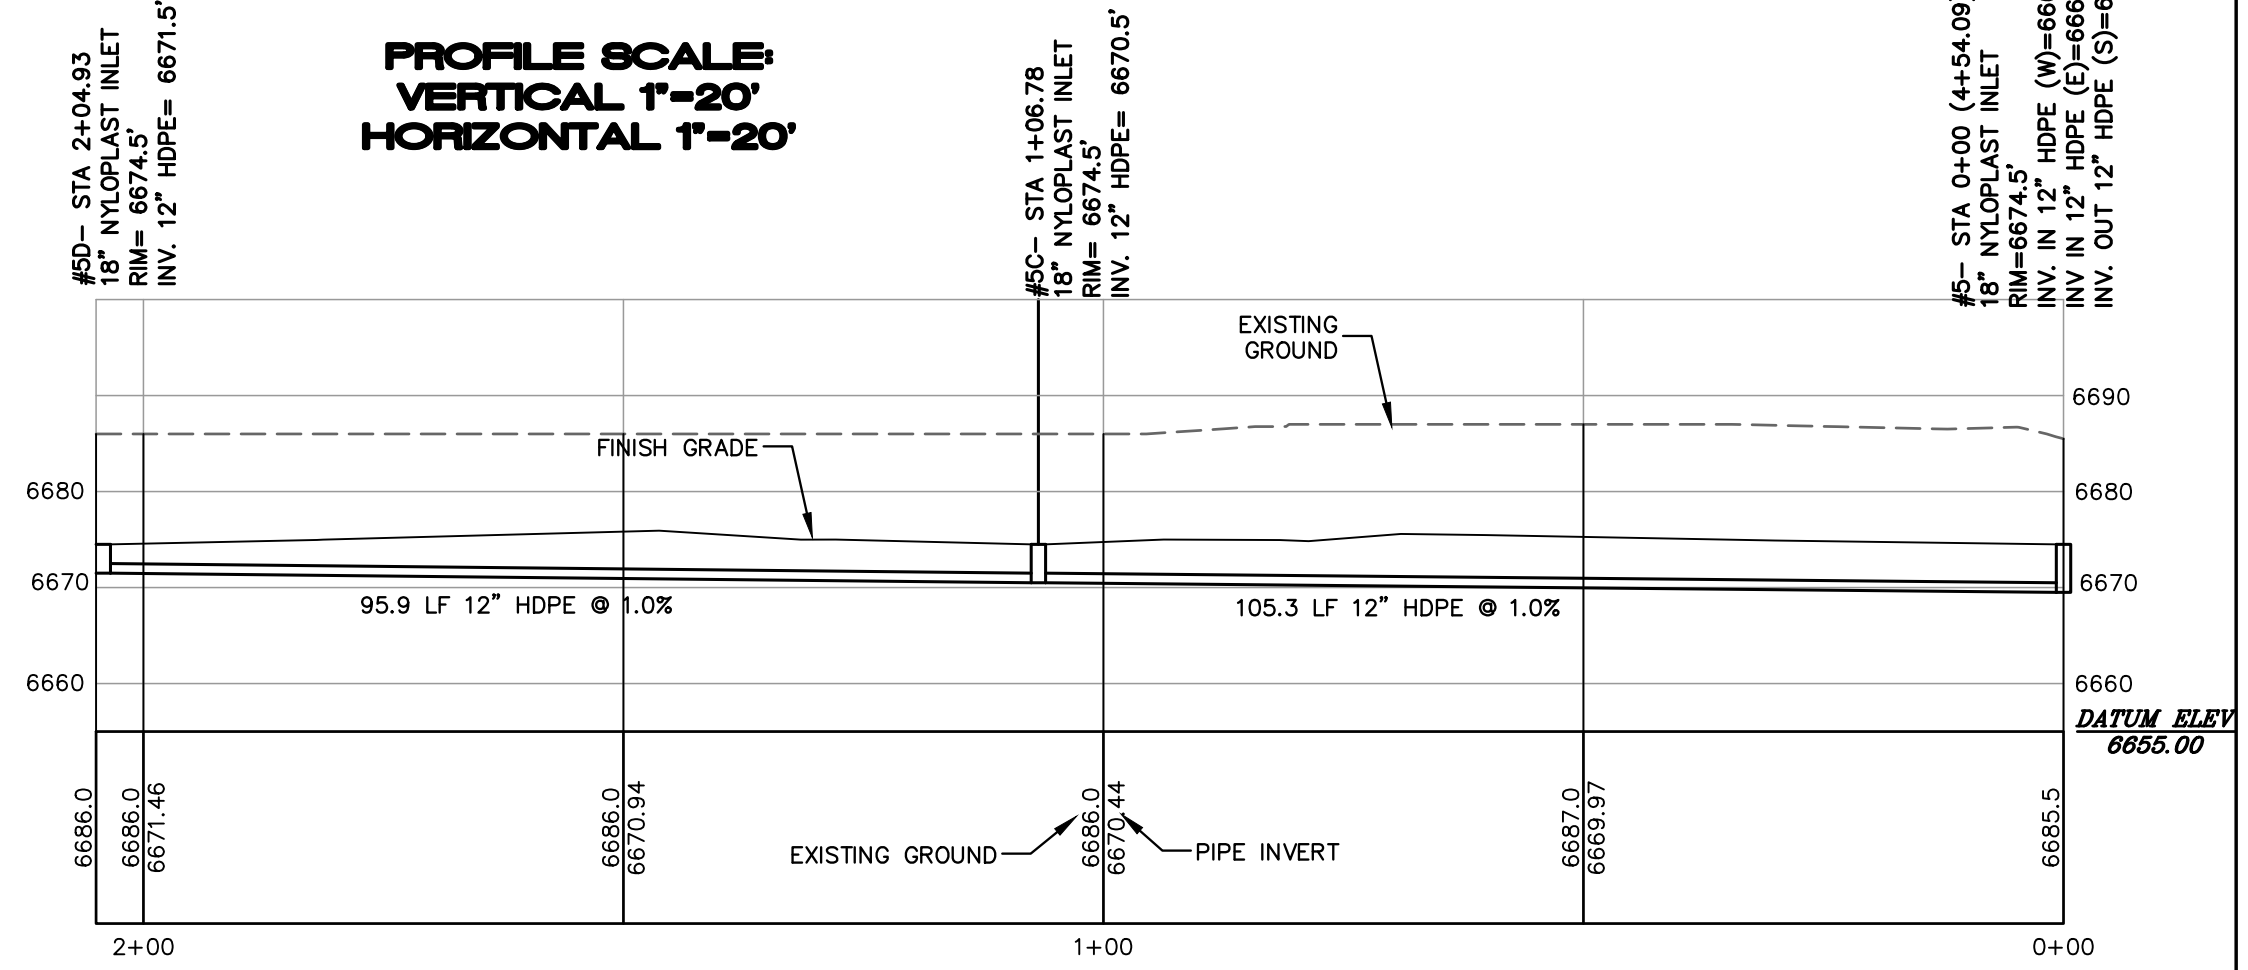 #5D– STA 2+04.93
18” NYLOPLAST INLET
RIM= 6674.5’
INV. 12” HDPE= 6671.5’
PROFILE SCALE:
VERTICAL 1”=20’
HORIZONTAL 1”=20’
#5C– STA 1+06.78
18” NYLOPLAST INLET
RIM= 6674.5’
INV. 12” HDPE= 6670.5’
#5– STA 0+00 (4+54.09)
18” NYLOPLAST INLET
RIM=6674.5’
INV. IN 12” HDPE (W)=
INV IN 12” HDPE (E)=
INV. OUT 12” HDPE (S)=
EXISTING
GROUND
6690
FINISH GRADE
6680
6680
6670
6670
95.9 LF 12” HDPE @ 1.0%
105.3 LF 12” HDPE @ 1.0%
6660
6660
DATUM ELEV
6655.00
6686.0
6686.0
6671.46
6686.0
6670.94
6686.0
6670.44
6687.0
6669.97
6685.5
EXISTING GROUND
PIPE INVERT
2+00
1+00
0+00